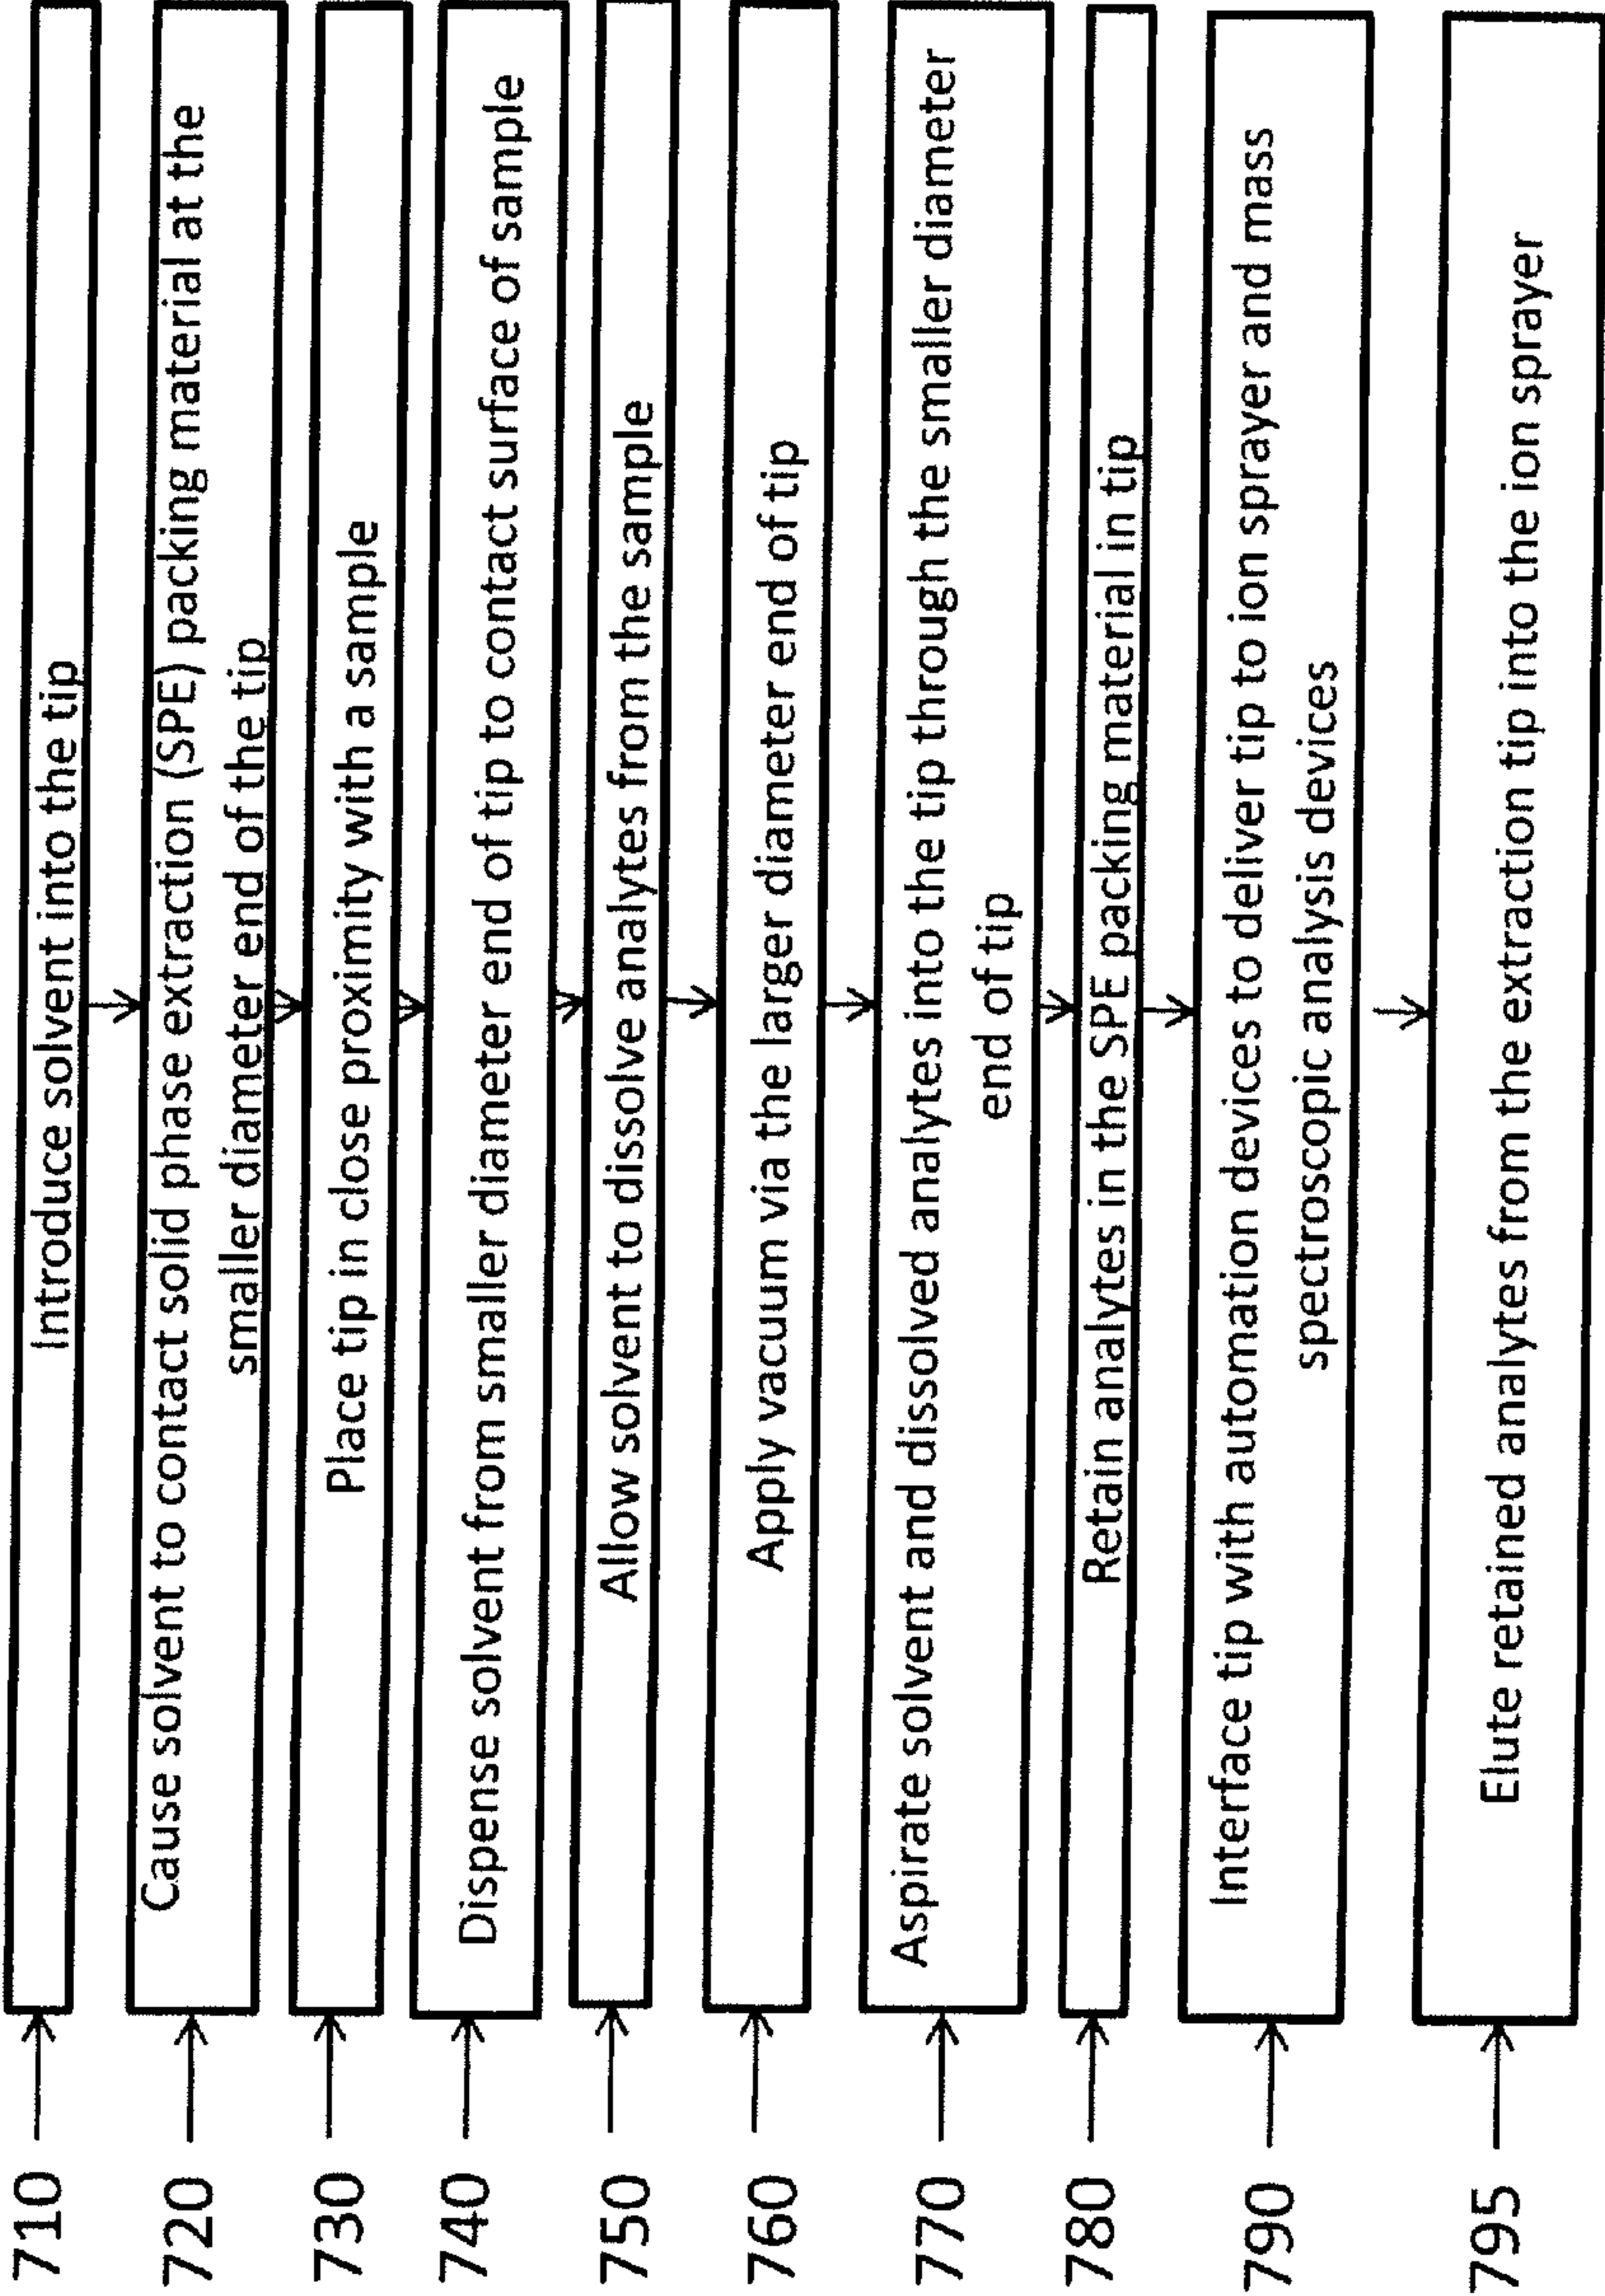 710
Introduce solvent into the tip
720
Cause solvent to contact solid phase extraction (SPE) packing material at the
smaller diameter end of the tip
730
Place tip in close proximity with a sample
740
Dispense solvent from smaller diameter end of tip to contact surface of sample
750
Allow solvent to dissolve analytes from the sample
760
Apply vacuum via the larger diameter end of tip
770
Aspirate solvent and dissolved analytes into the tip through the smaller diameter
end of tip
780
Retain analytes in the SPE packing material in tip
790
Interface tip with automation devices to deliver tip to ion sprayer and mass
spectroscopic analysis devices
795
Elute retained analytes from the extraction tip into the ion sprayer